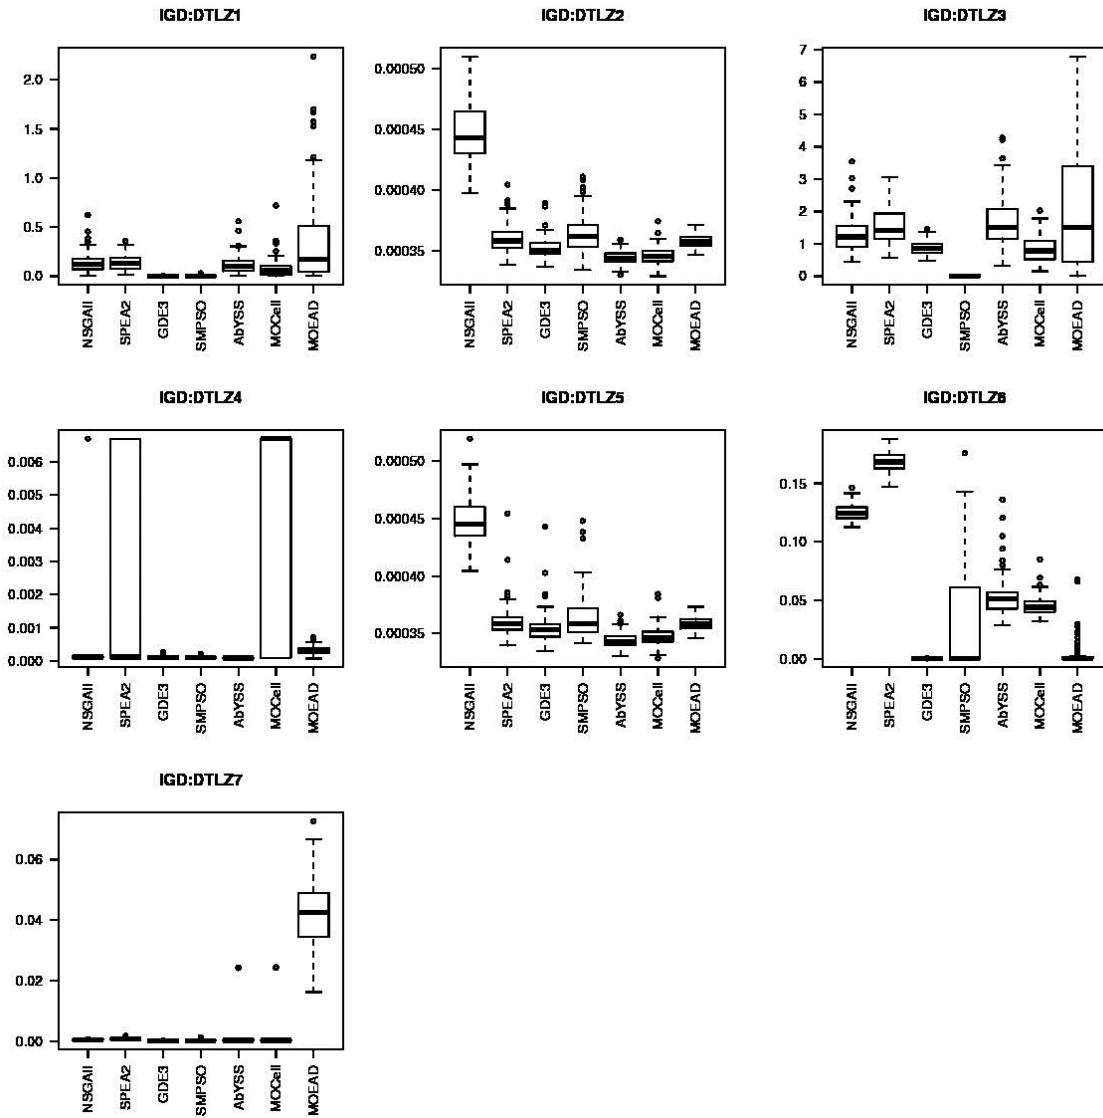 IGD:DTLZ1
2.0
1.5
1.0
0.5
0.0
NSGAII
SPEA2
GDE3
SMPSO
AbYSS
MOCell
MOEAD
IGD:DTLZ2
0.00050
0.00045
0.00040
0.00035
NSGAII
SPEA2
GDE3
SMPSO
AbYSS
MOCell
MOEAD
IGD:DTLZ3
7
6
5
4
3
2
1
0
NSGAII
SPEA2
GDE3
SMPSO
AbYSS
MOCell
MOEAD
IGD:DTLZ4
0.006
0.005
0.004
0.003
0.002
0.001
0.000
NSGAII
SPEA2
GDE3
SMPSO
AbYSS
MOCell
MOEAD
IGD:DTLZ5
0.00050
0.00045
0.00040
0.00035
NSGAII
SPEA2
GDE3
SMPSO
AbYSS
MOCell
MOEAD
IGD:DTLZ6
0.15
0.10
0.05
0.00
NSGAII
SPEA2
GDE3
SMPSO
AbYSS
MOCell
MOEAD
IGD:DTLZ7
0.06
0.04
0.02
0.00
NSGAII
SPEA2
GDE3
SMPSO
AbYSS
MOCell
MOEAD